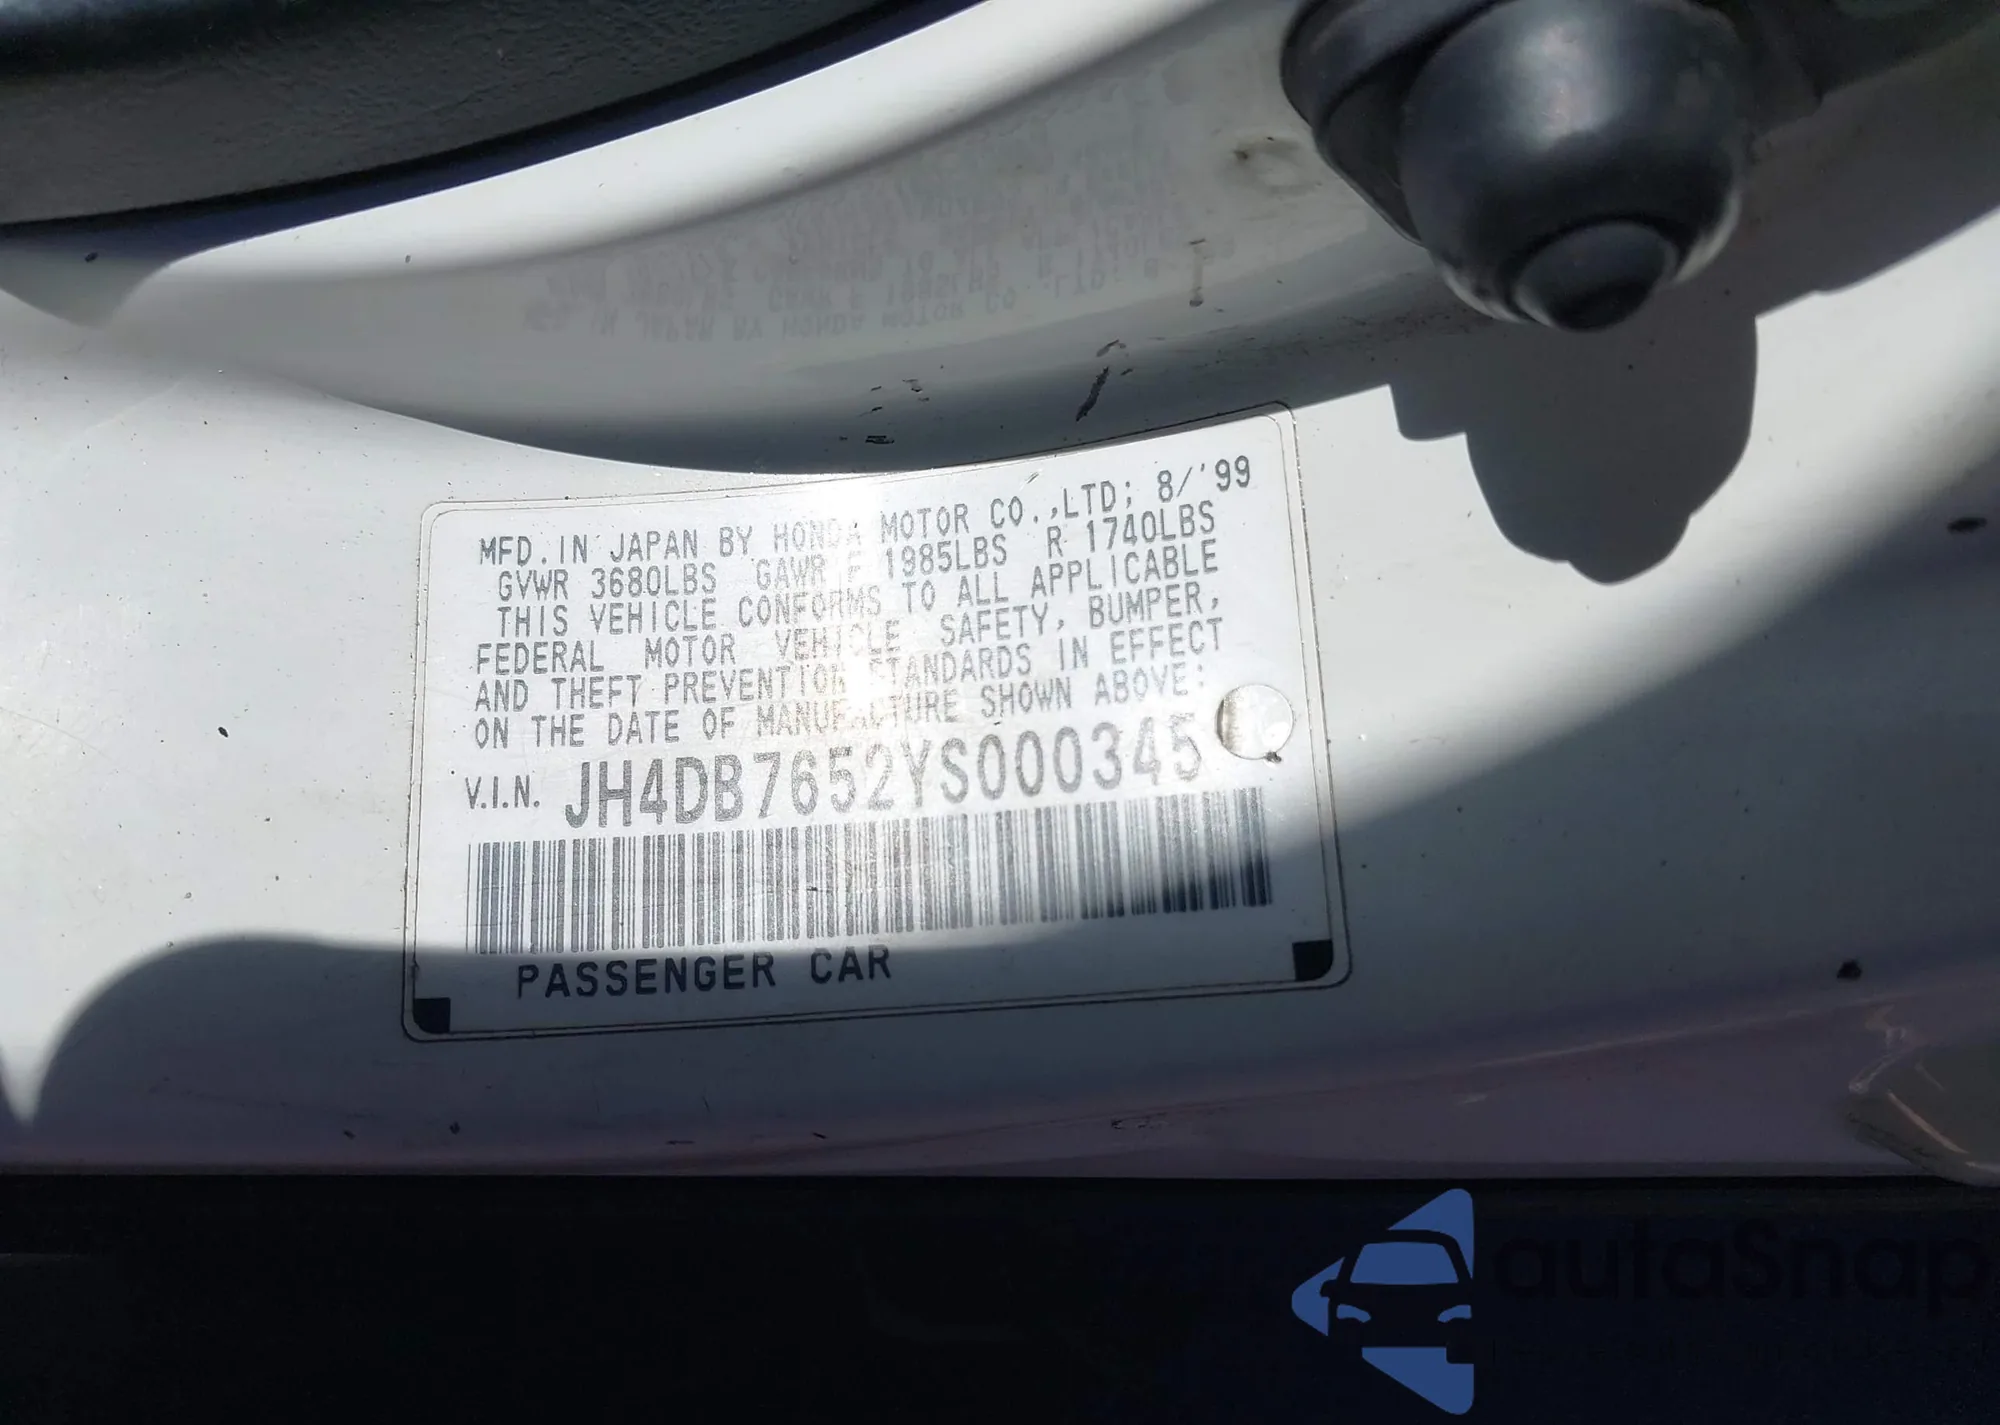 MFD. IN JAPAN BY HONDA MOTOR CO.,LTD; 8/'99
GVWR 3680LBS GAWR F 1985LBS R 1740LBS
THIS VEHICLE CONFORMS TO ALL APPLICABLE
FEDERAL MOTOR VEHICLE SAFETY, BUMPER,
AND THEFT PREVENTION STANDARDS IN EFFECT
ON THE DATE OF MANUFACTURE SHOWN ABOVE:
V.I.N. JH4DB7652YS000345
PASSENGER CAR
autoSnap